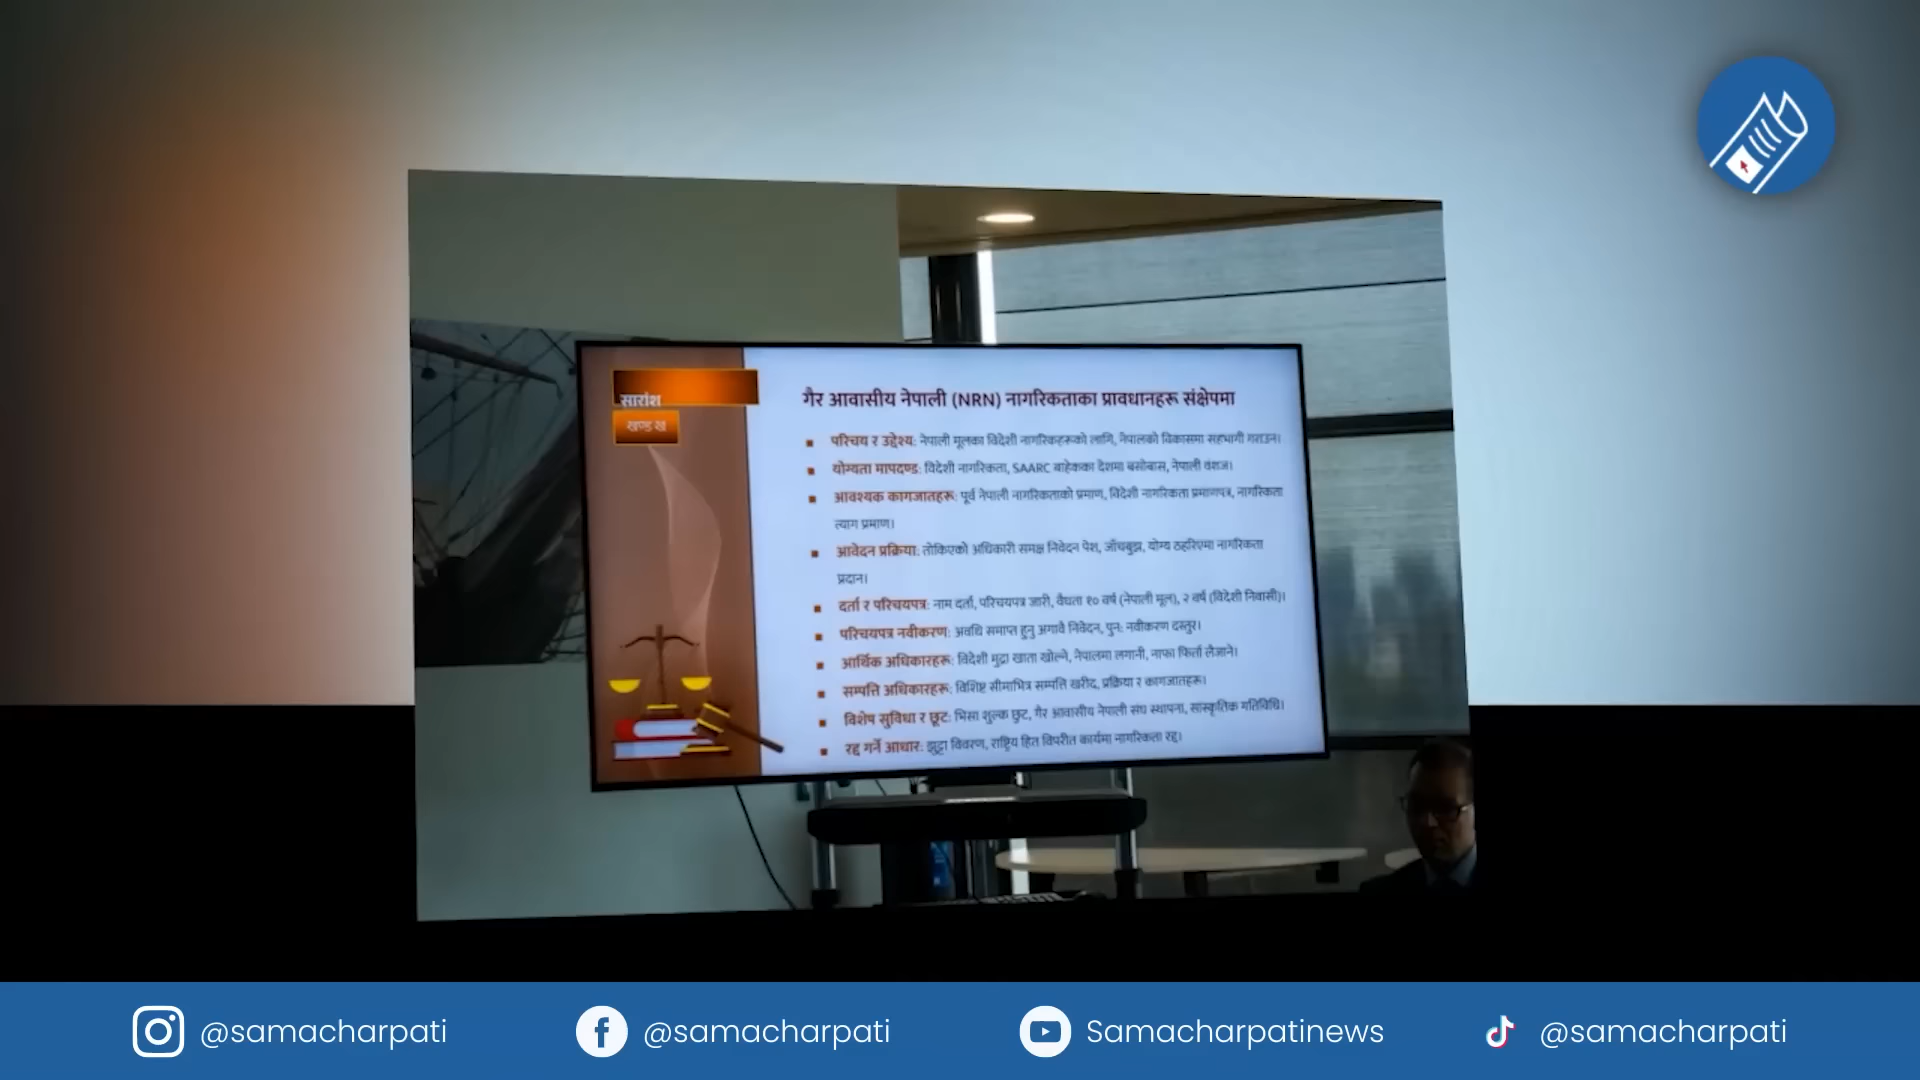 सारांश
खण्ड ख
गैर आवासीय नेपाली (NRN) नागरिकताका प्रावधानहरू संक्षेपमा
परिचय र उद्देश्य: नेपाली मूलका विदेशी नागरिकहरूको लागि, नेपालको विकासमा सहभागी गराउन।
योग्यता मापदण्ड: विदेशी नागरिकता, SAARC बाहेकका देशमा बसोबास, नेपाली वंशज।
आवश्यक कागजातहरू: पूर्व नेपाली नागरिकताको प्रमाण, विदेशी नागरिकता प्रमाणपत्र, नागरिकता
त्याग प्रमाण।
आवेदन प्रक्रिया: तोकिएको अधिकारी समक्ष निवेदन पेश, जाँचबुझ, योग्य ठहरिएमा नागरिकता
प्रदान।
दर्ता र परिचयपत्र: नाम दर्ता, परिचयपत्र जारी, वैधता १० वर्ष (नेपाली मूल), २ वर्ष (विदेशी निवासी)।
परिचयपत्र नवीकरण: अवधि समाप्त हुनु अगावै निवेदन, पुन: नवीकरण दस्तुर।
आर्थिक अधिकारहरू: विदेशी मुद्रा खाता खोल्ने, नेपालमा लगानी, नाफा फिर्ता लैजाने।
सम्पत्ति अधिकारहरू: विशिष्ट सीमाभित्र सम्पत्ति खरीद, प्रक्रिया र कागजातहरू।
विशेष सुविधा र छूट: भिसा शुल्क छुट, गैर आवासीय नेपाली संघ स्थापना, सांस्कृतिक गतिविधि।
रद्द गर्ने आधार: झुट्टा विवरण, राष्ट्रिय हित विपरीत कार्यमा नागरिकता रद्द।
@samacharpati
@samacharpati
Samacharpatinews
@samacharpati